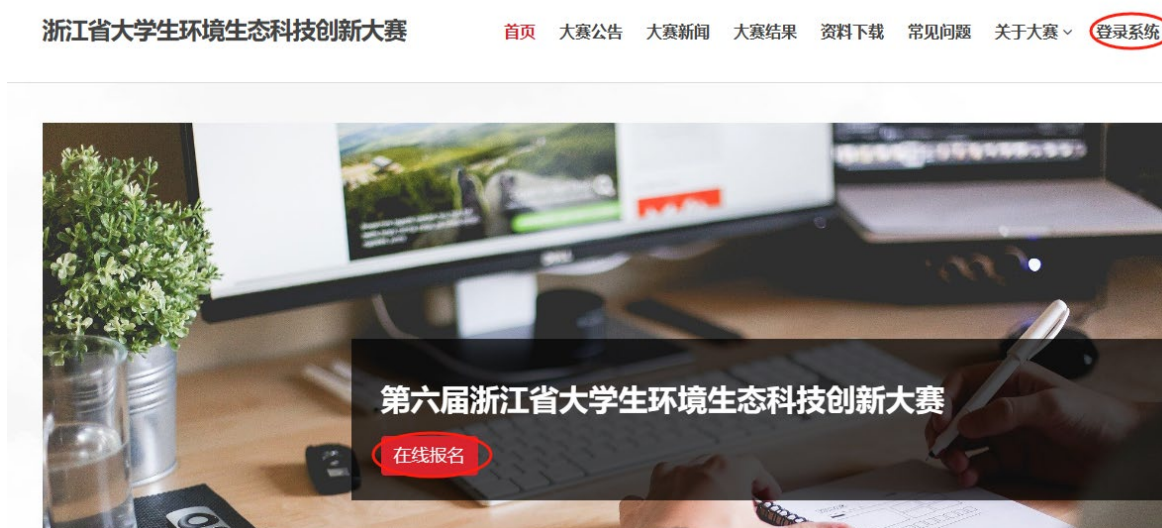 浙江省大学生环境生态科技创新大赛
首页 大赛公告 大赛新闻 大赛结果 资料下载 常见问题 关于大赛 登录系统
第六届浙江省大学生环境生态科技创新大赛
在线报名